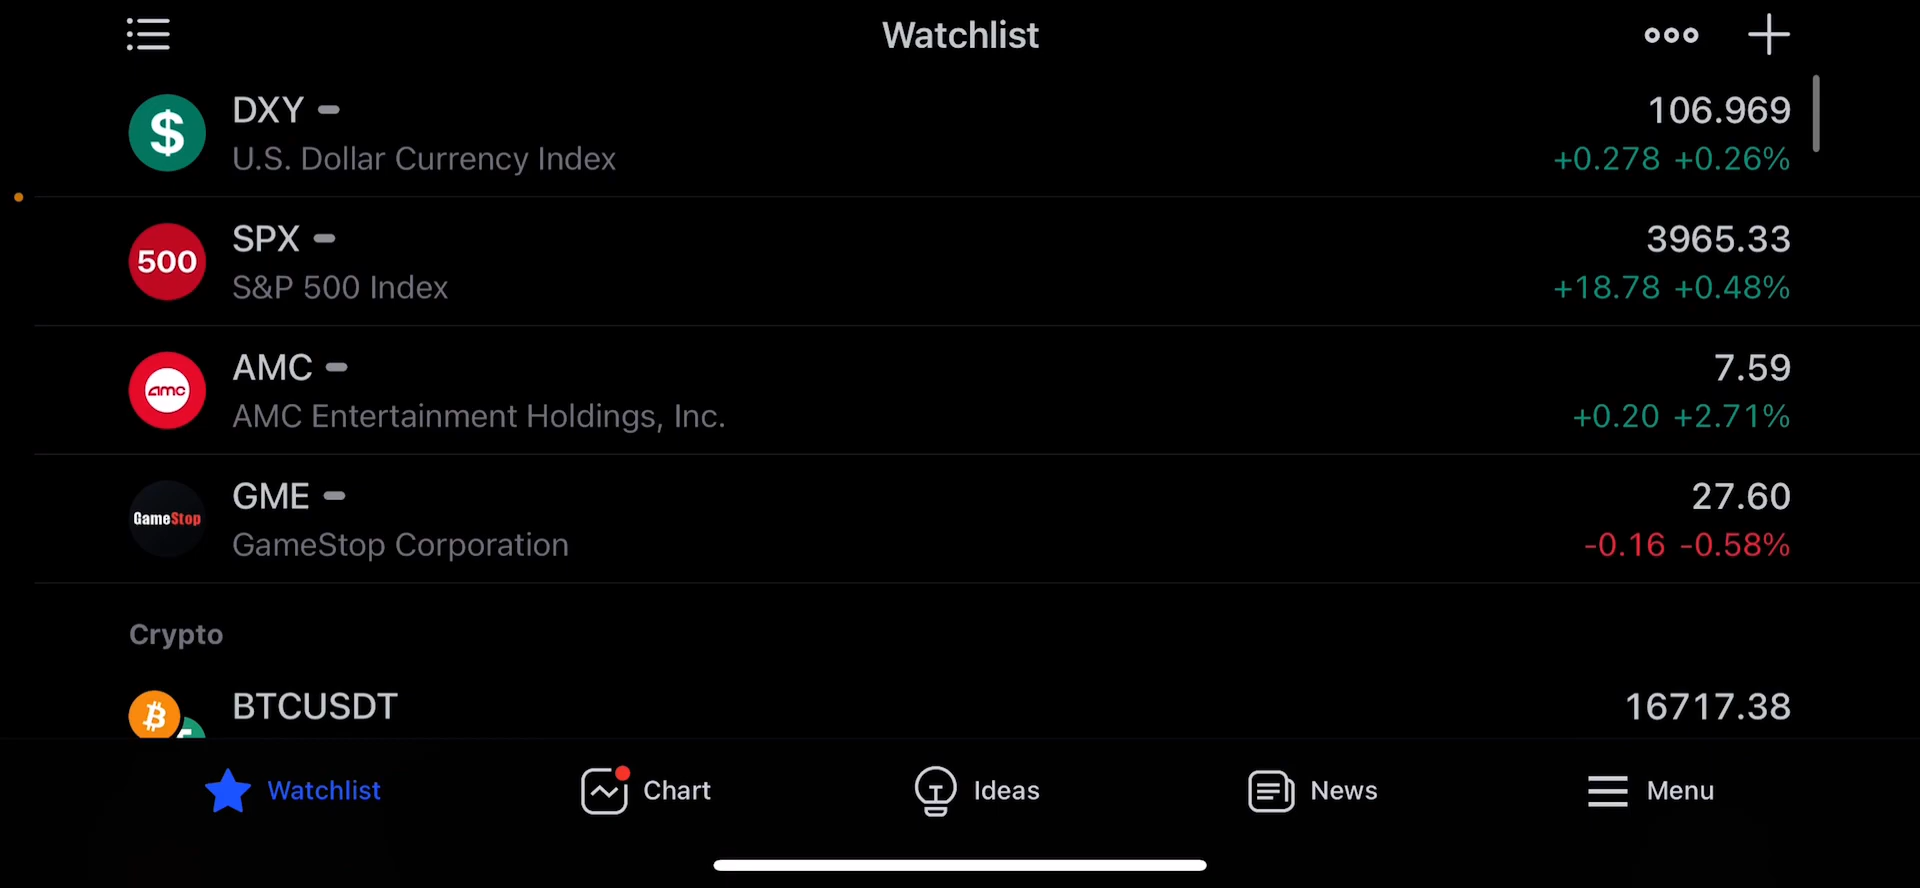 Watchlist
DXY
106.969
U.S. Dollar Currency Index
+0.278 +0.26%
500
SPX
3965.33
S&P 500 Index
+18.78 +0.48%
amc
AMC
7.59
AMC Entertainment Holdings, Inc.
+0.20 +2.71%
GameStop
GME
27.60
GameStop Corporation
-0.16 -0.58%
Crypto
BTCUSDT
16717.38
Watchlist
Chart
Ideas
News
Menu